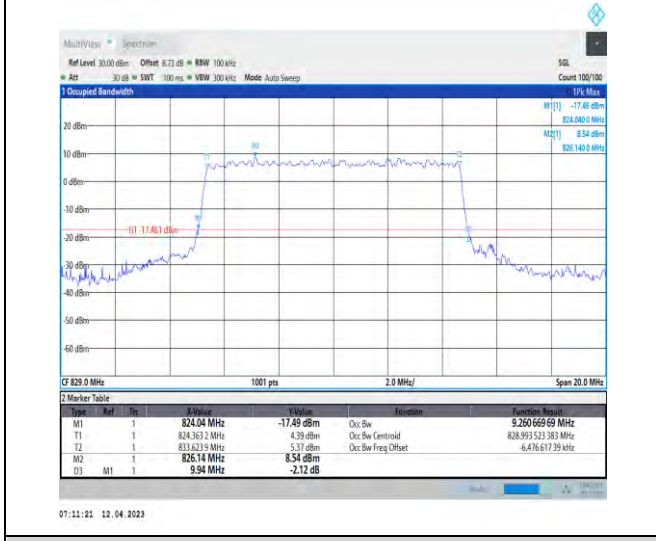 MultiView Spectrum
Ref Level 30.00 dBm Offset 8.73 dB RBW 100 kHz SGL
Att 30 dB SWT 100 ms VBW 300 kHz Mode Auto Sweep Count 100/100
1 Occupied Bandwidth 1Pk Max
M1[1] -17.49 dBm
824.040 0 MHz
M2[1] 8.54 dBm
826.140 0 MHz
20 dBm
10 dBm
0 dBm
-10 dBm
-20 dBm
-30 dBm
-40 dBm
-50 dBm
-60 dBm
M2
T1
T2
M1
H1 -17.461 dBm
CF 829.0 MHz 1001 pts 2.0 MHz/ Span 20.0 MHz
2 Marker Table
Type Ref Trc X-Value Y-Value Function Function Result
M1 1 824.04 MHz -17.49 dBm Occ Bw 9.260 669 69 MHz
T1 1 824.363 2 MHz 4.39 dBm Occ Bw Centroid 828.993 523 383 MHz
T2 1 833.623 9 MHz 5.37 dBm Occ Bw Freq Offset -6.476 617 39 kHz
M2 1 826.14 MHz 8.54 dBm
D3 M1 1 9.94 MHz -2.12 dB
07:11:21 12.04.2023